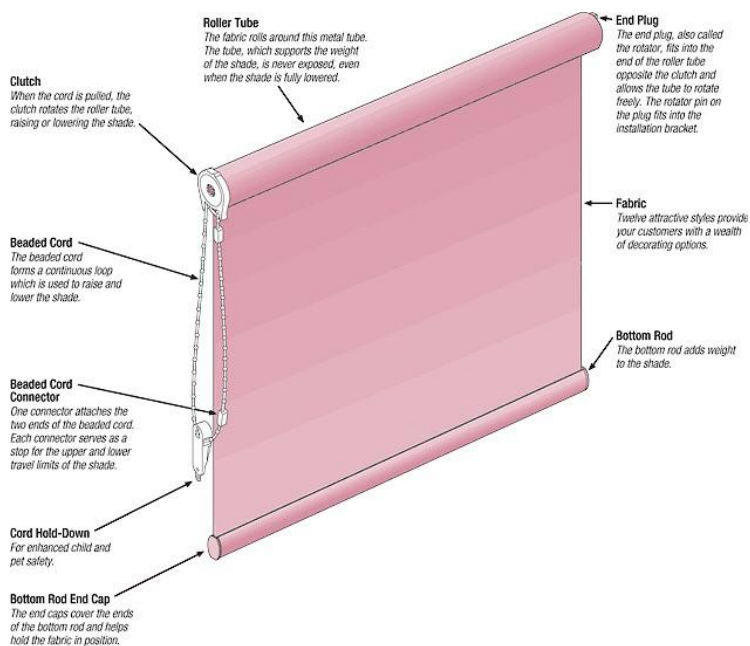 Roller Tube
The fabric rolls around this metal tube.
The tube, which supports the weight
of the shade, is never exposed, even
when the shade is fully lowered.
End Plug
The end plug, also called
the rotator, fits into the
end of the roller tube
opposite the clutch and
allows the tube to rotate
freely. The rotator pin on
the plug fits into the
installation bracket.
Clutch
When the cord is pulled, the
clutch rotates the roller tube,
raising or lowering the shade.
Fabric
Twelve attractive styles provide
your customers with a wealth
of decorating options.
Beaded Cord
The beaded cord
forms a continuous loop
which is used to raise and
lower the shade.
Bottom Rod
The bottom rod adds weight
to the shade.
Beaded Cord
Connector
One connector attaches the
two ends of the beaded cord.
Each connector serves as a
stop for the upper and lower
travel limits of the shade.
Cord Hold-Down
For enhanced child and
pet safety.
Bottom Rod End Cap
The end caps cover the ends
of the bottom rod and helps
hold the fabric in position.